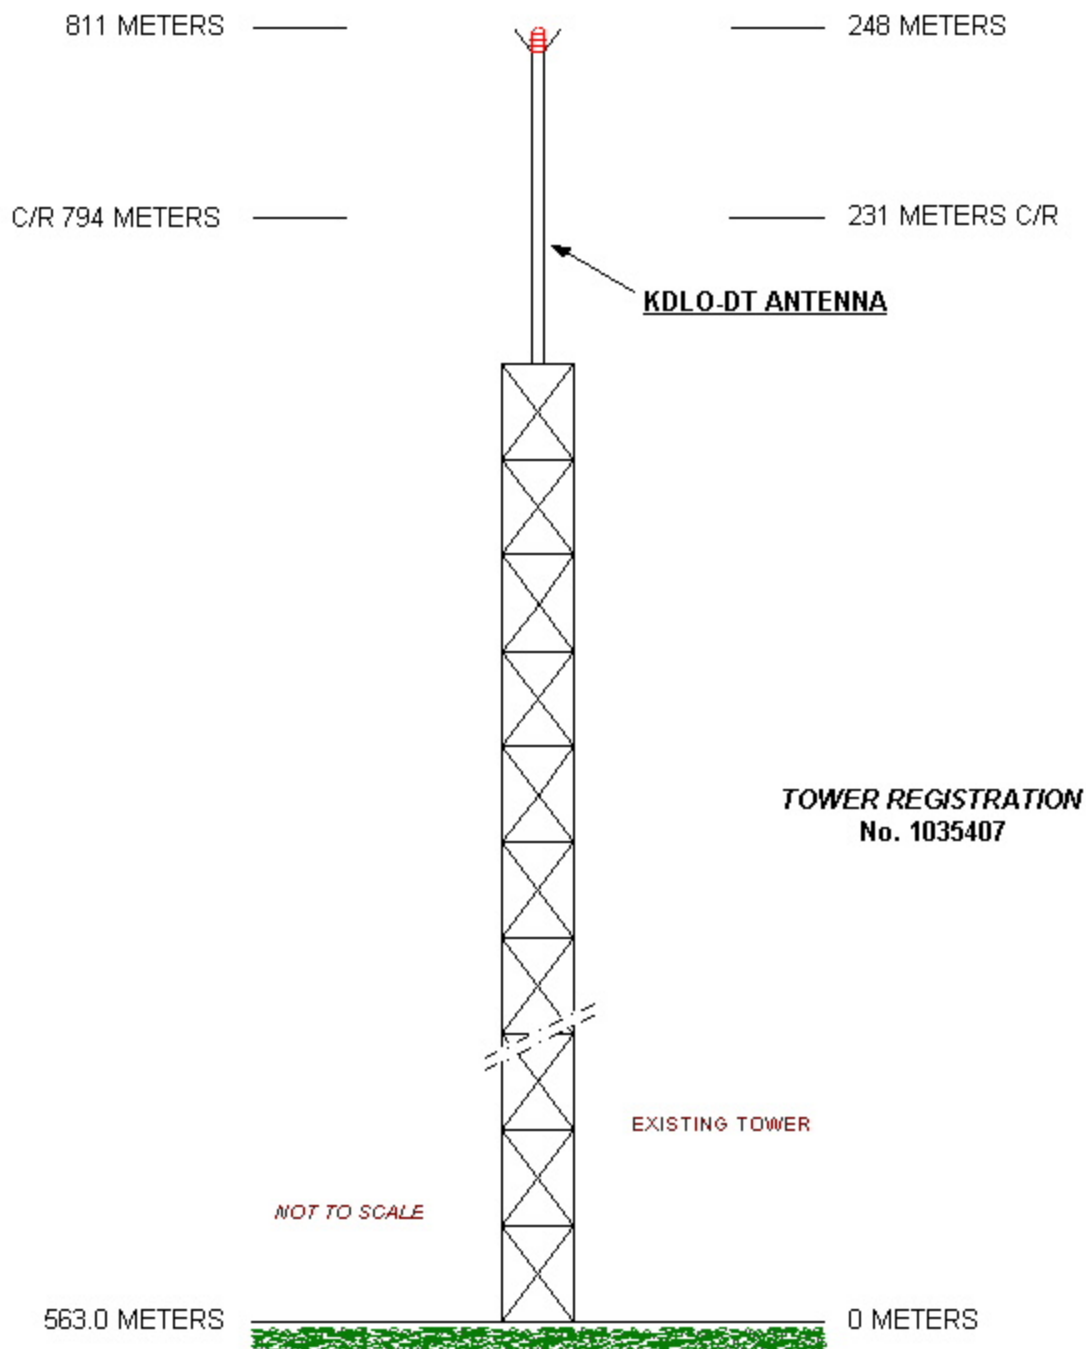 811 METERS
248 METERS
C/R 794 METERS
231 METERS C/R
KDLO-DT ANTENNA
TOWER REGISTRATION
No. 1035407
EXISTING TOWER
NOT TO SCALE
563.0 METERS
0 METERS